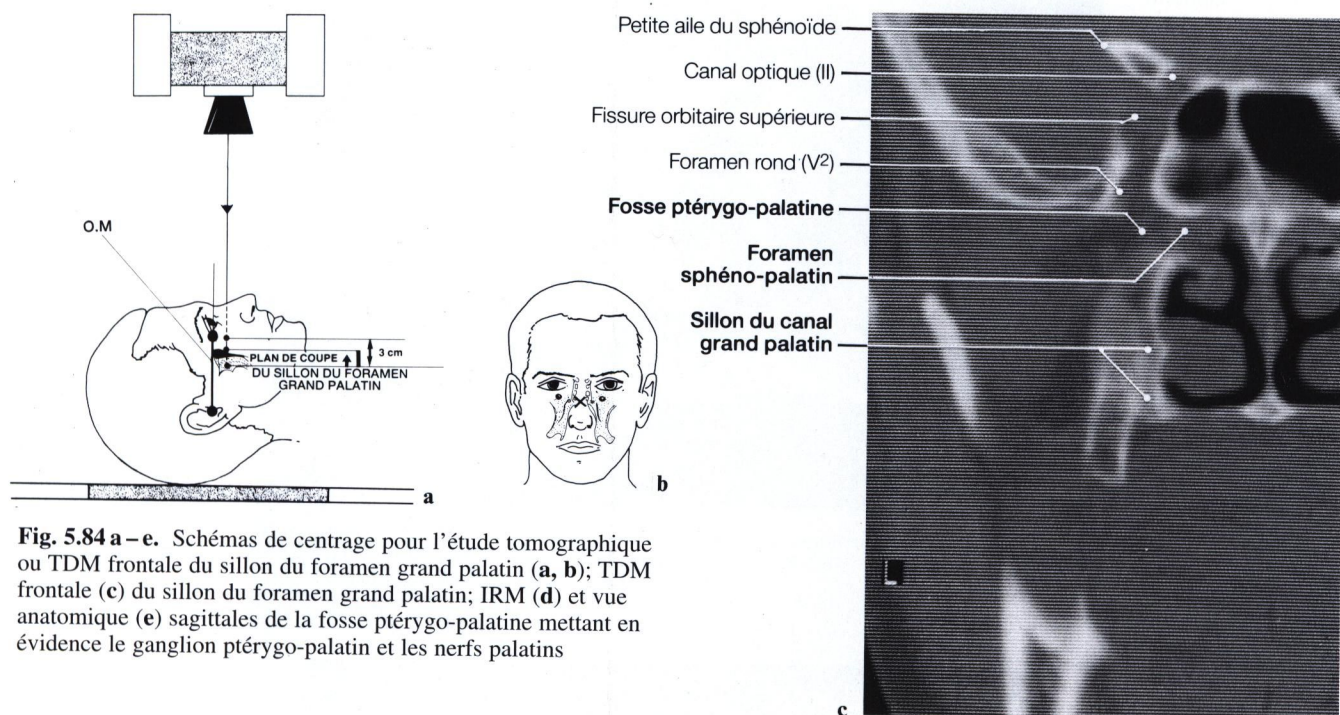 O.M
3 cm
PLAN DE COUPE
DU SILLON DU FORAMEN
GRAND PALATIN
a
b
Fig. 5.84 a – e. Schémas de centrage pour l'étude tomographique
ou TDM frontale du sillon du foramen grand palatin (a, b); TDM
frontale (c) du sillon du foramen grand palatin; IRM (d) et vue
anatomique (e) sagittales de la fosse ptérygo-palatine mettant en
évidence le ganglion ptérygo-palatin et les nerfs palatins
Petite aile du sphénoïde
Canal optique (II)
Fissure orbitaire supérieure
Foramen rond (V2)
Fosse ptérygo-palatine
Foramen
sphéno-palatin
Sillon du canal
grand palatin
L
c